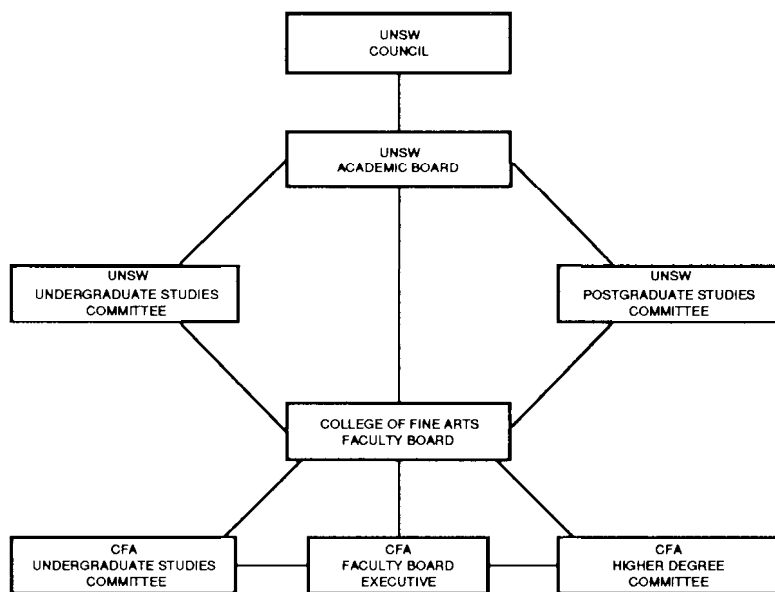 UNSW
COUNCIL
UNSW
ACADEMIC BOARD
UNSW
UNDERGRADUATE STUDIES
COMMITTEE
UNSW
POSTGRADUATE STUDIES
COMMITTEE
COLLEGE OF FINE ARTS
FACULTY BOARD
CFA
UNDERGRADUATE STUDIES
COMMITTEE
CFA
FACULTY BOARD
EXECUTIVE
CFA
HIGHER DEGREE
COMMITTEE